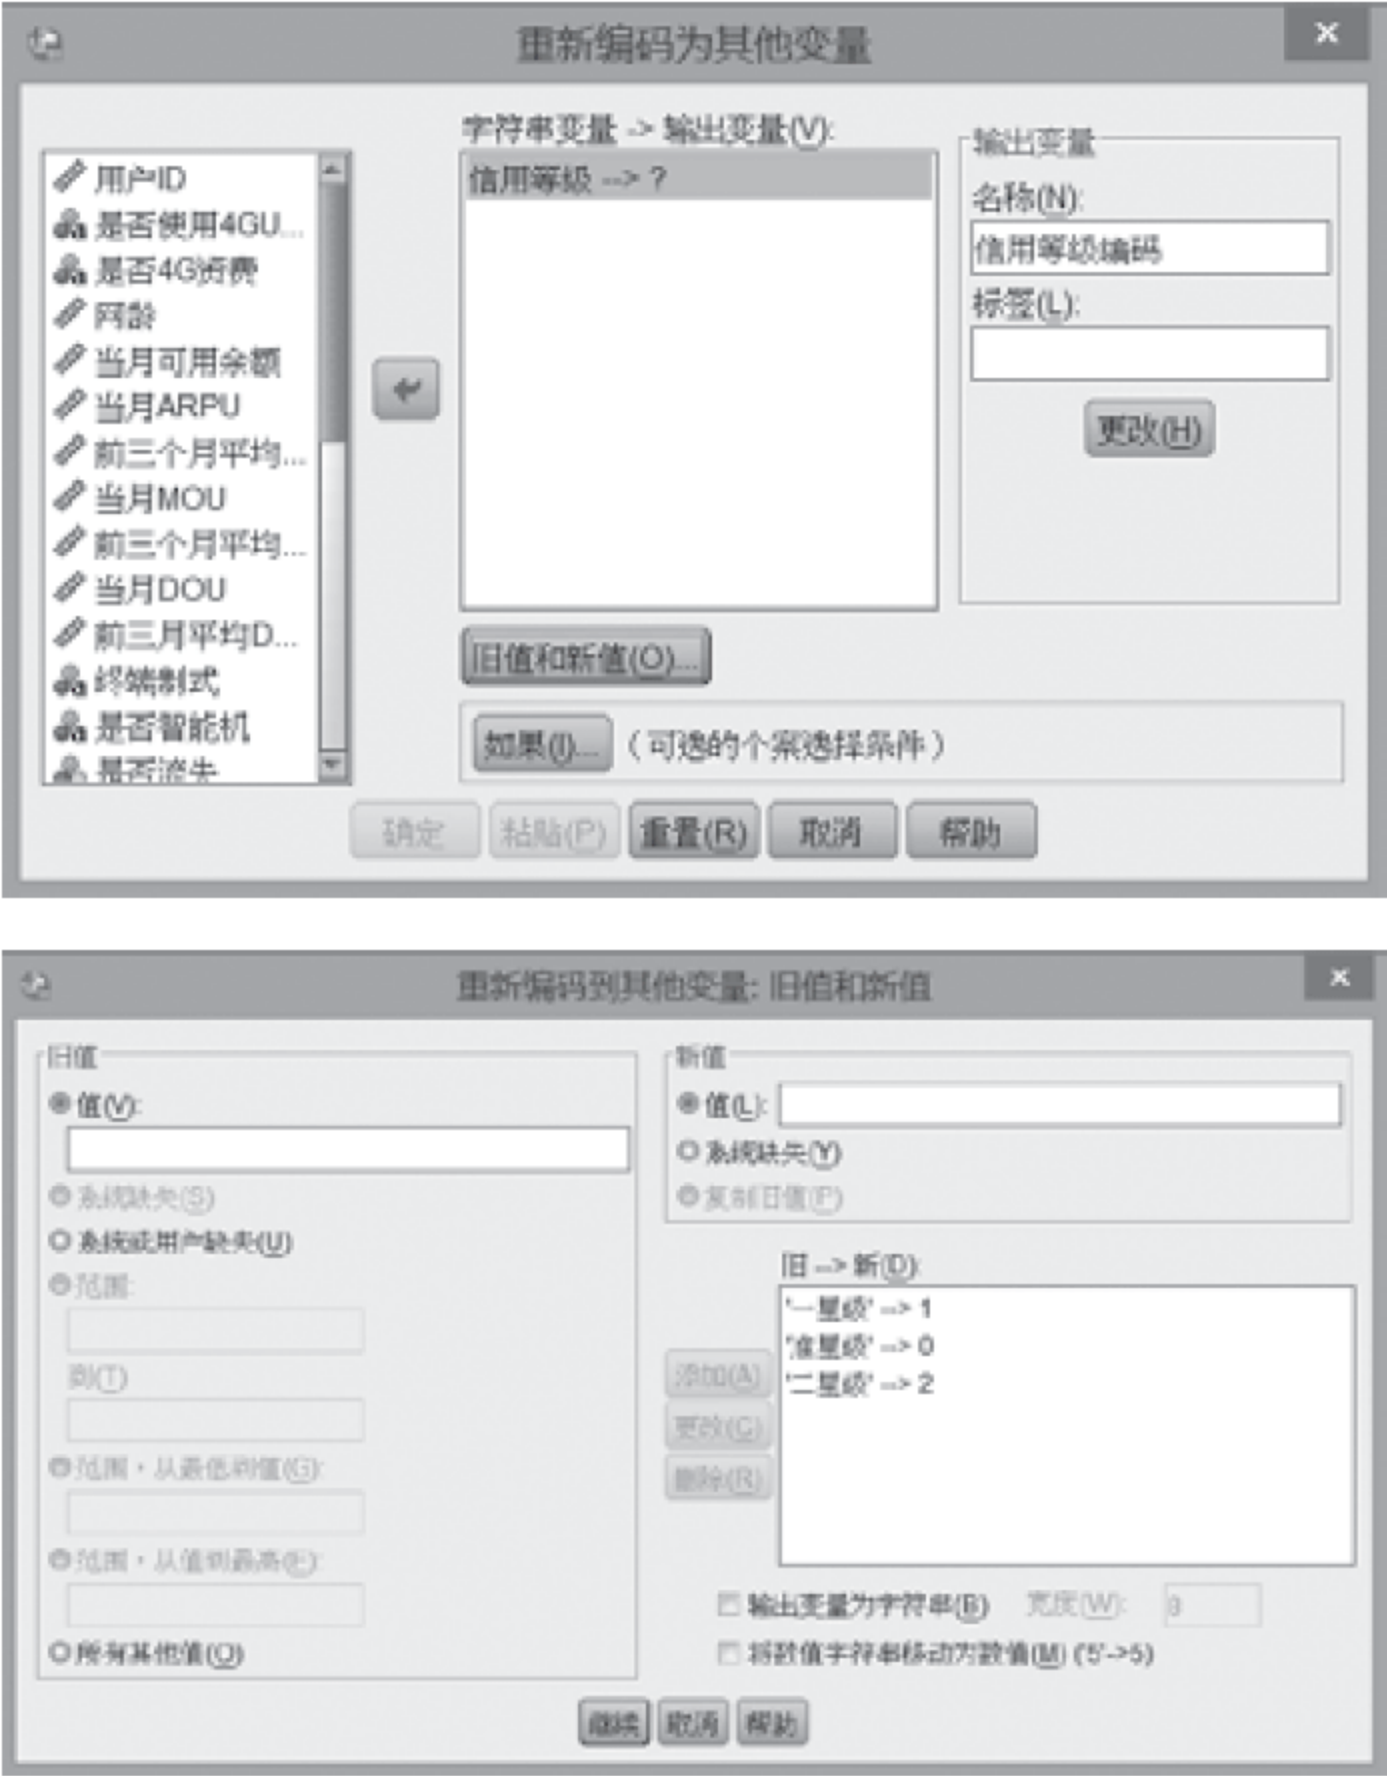 重新编码为其他变量
字符串变量 -> 输出变量(V):
用户ID
是否使用4GU...
是否4G资费
网龄
当月可用余额
当月ARPU
前三个月平均...
当月MOU
前三个月平均...
当月DOU
前三月平均D...
终端制式
是否智能机
是否流失
信用等级 --> ?
输出变量
名称(N):
信用等级编码
标签(L):
更改(H)
旧值和新值(O)...
如果(I)...（可选的个案选择条件）
确定 粘贴(P) 重置(R) 取消 帮助
重新编码到其他变量: 旧值和新值
旧值
值(V):
系统缺失(S)
系统或用户缺失(U)
范围:
到(T)
范围，从最低到值(G):
范围，从值到最高(E):
所有其他值(O)
新值
值(L):
系统缺失(Y)
复制旧值(P)
旧 --> 新(D):
'一星级' --> 1
'准星级' --> 0
'二星级' --> 2
添加(A)
更改(C)
删除(R)
输出变量为字符串(B) 宽度(W): 8
将数值字符串移动为数值(M) ('5'->5)
继续 取消 帮助